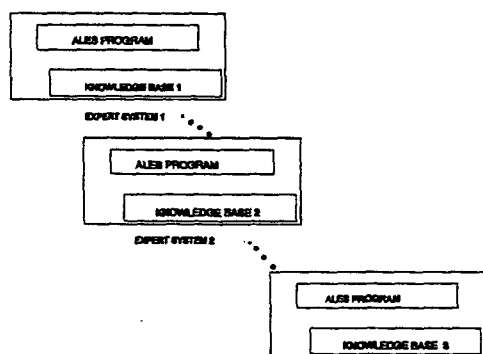 ALES PROGRAM
KNOWLEDGE BASE 1
EXPERT SYSTEM 1
ALES PROGRAM
KNOWLEDGE BASE 2
EXPERT SYSTEM 2
ALES PROGRAM
KNOWLEDGE BASE 3